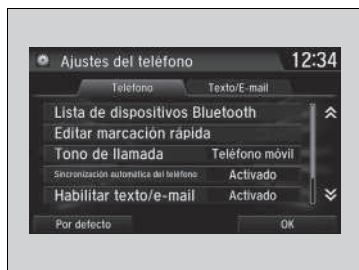 Ajustes del teléfono 12:34
Teléfono Texto/E-mail
Lista de dispositivos Bluetooth
Editar marcación rápida
Tono de llamada Teléfono móvil
Sincronización automática del teléfono Activado
Habilitar texto/e-mail Activado
Por defecto OK